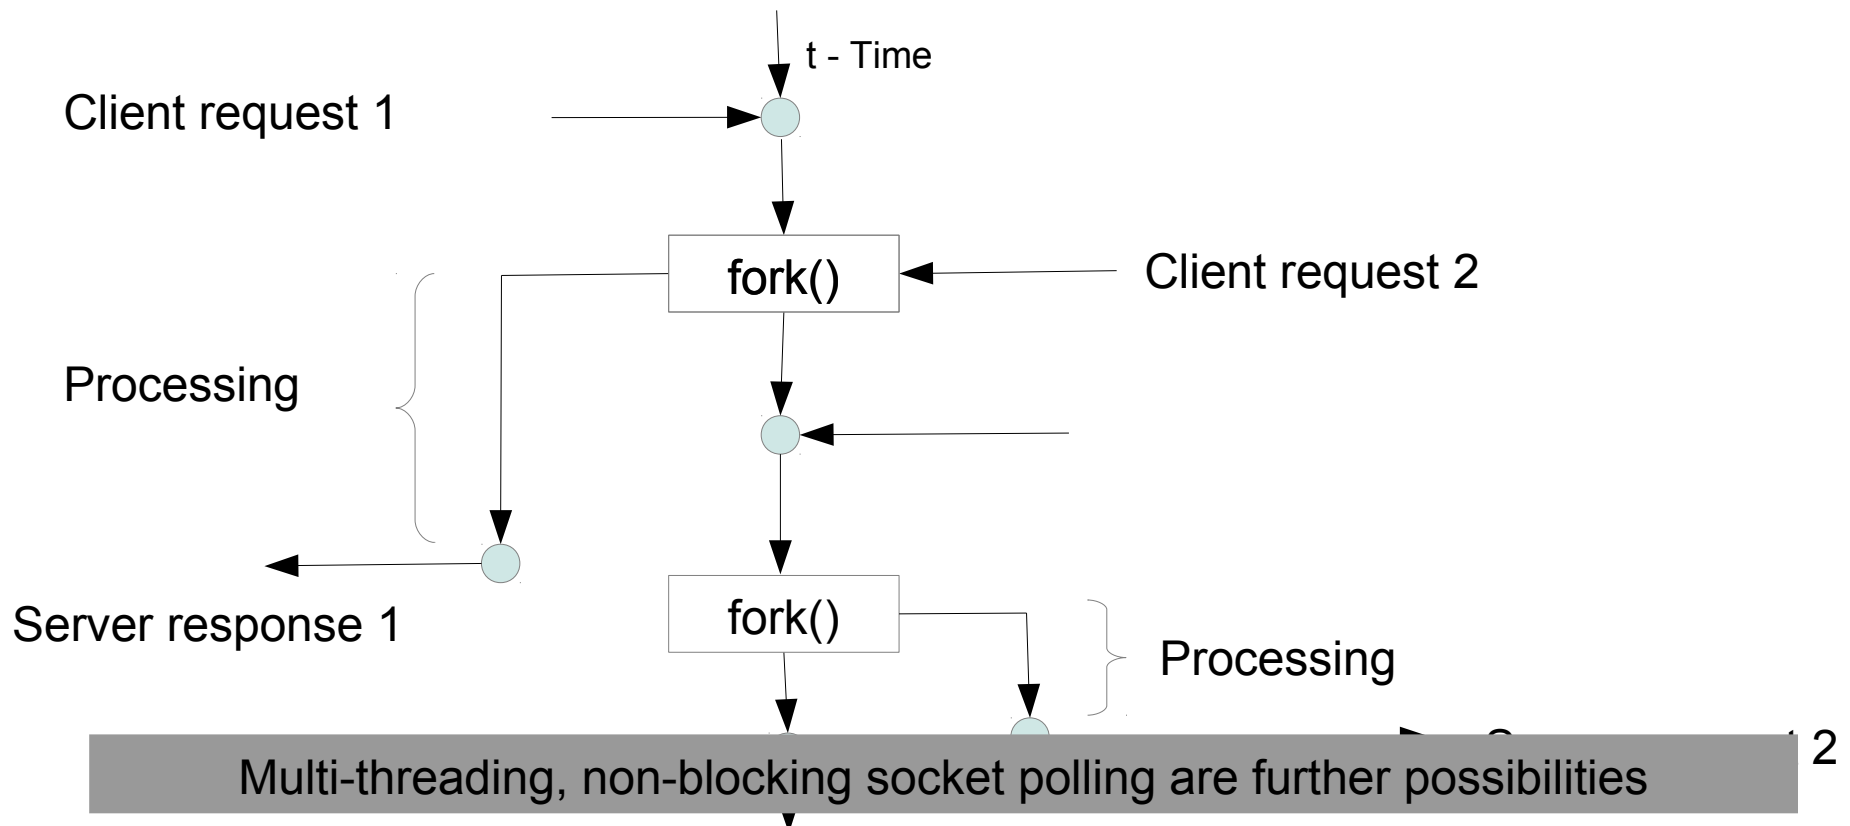 t - Time
Client request 1
fork()
Client request 2
Processing
Server response 1
fork()
Processing
2
Multi-threading, non-blocking socket polling are further possibilities